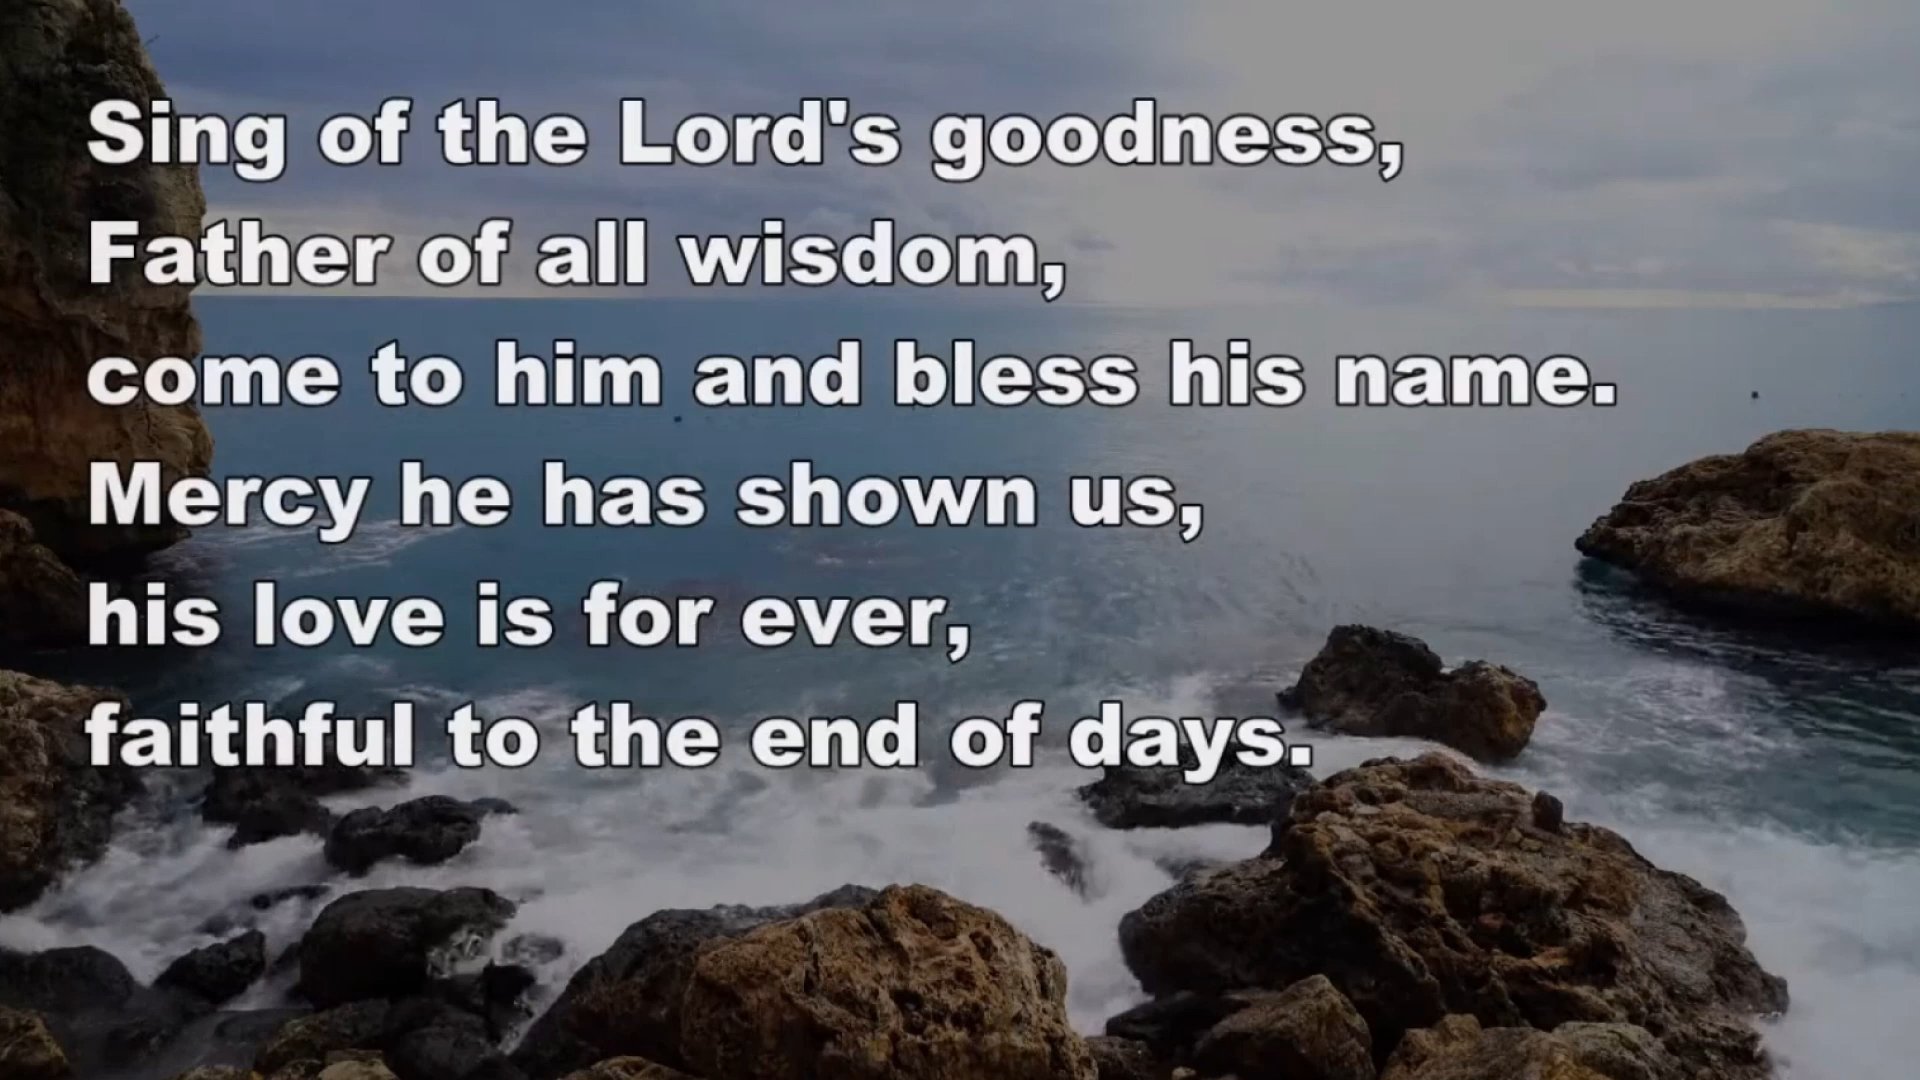 Sing of the Lord's goodness,
Father of all wisdom,
come to him and bless his name.
Mercy he has shown us,
his love is for ever,
faithful to the end of days.